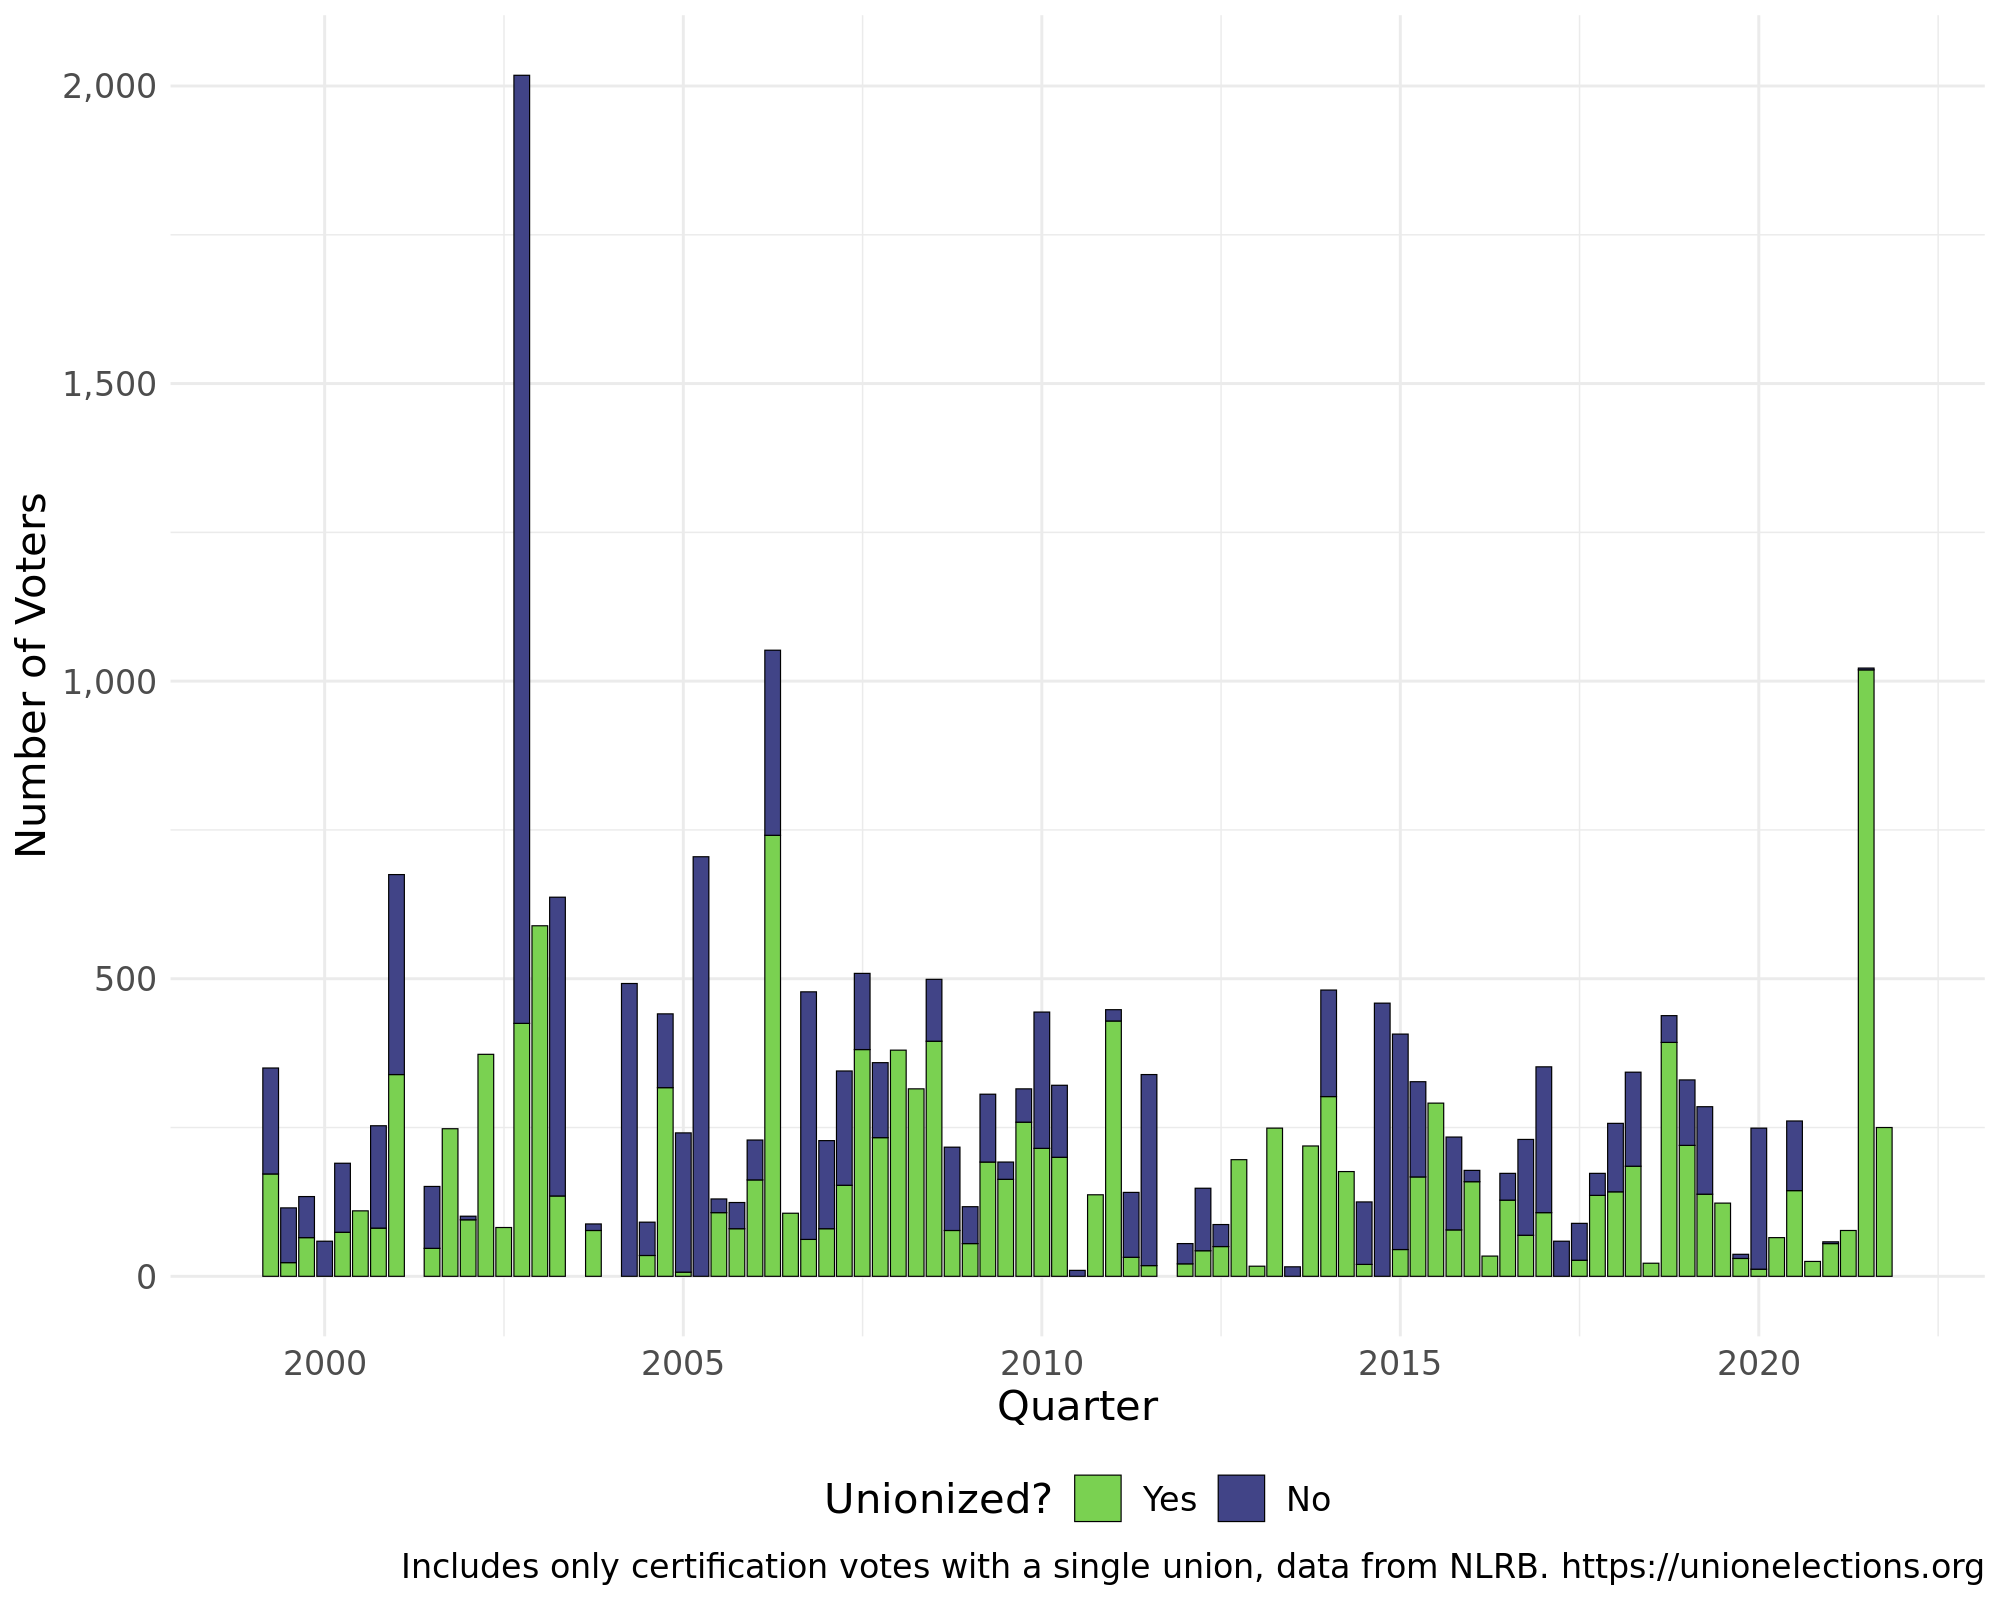 2,000
1,500
1,000
500
0
Number of Voters
2000 2005 2010 2015 2020
Quarter
Unionized? Yes No
Includes only certification votes with a single union, data from NLRB. https://unionelections.org